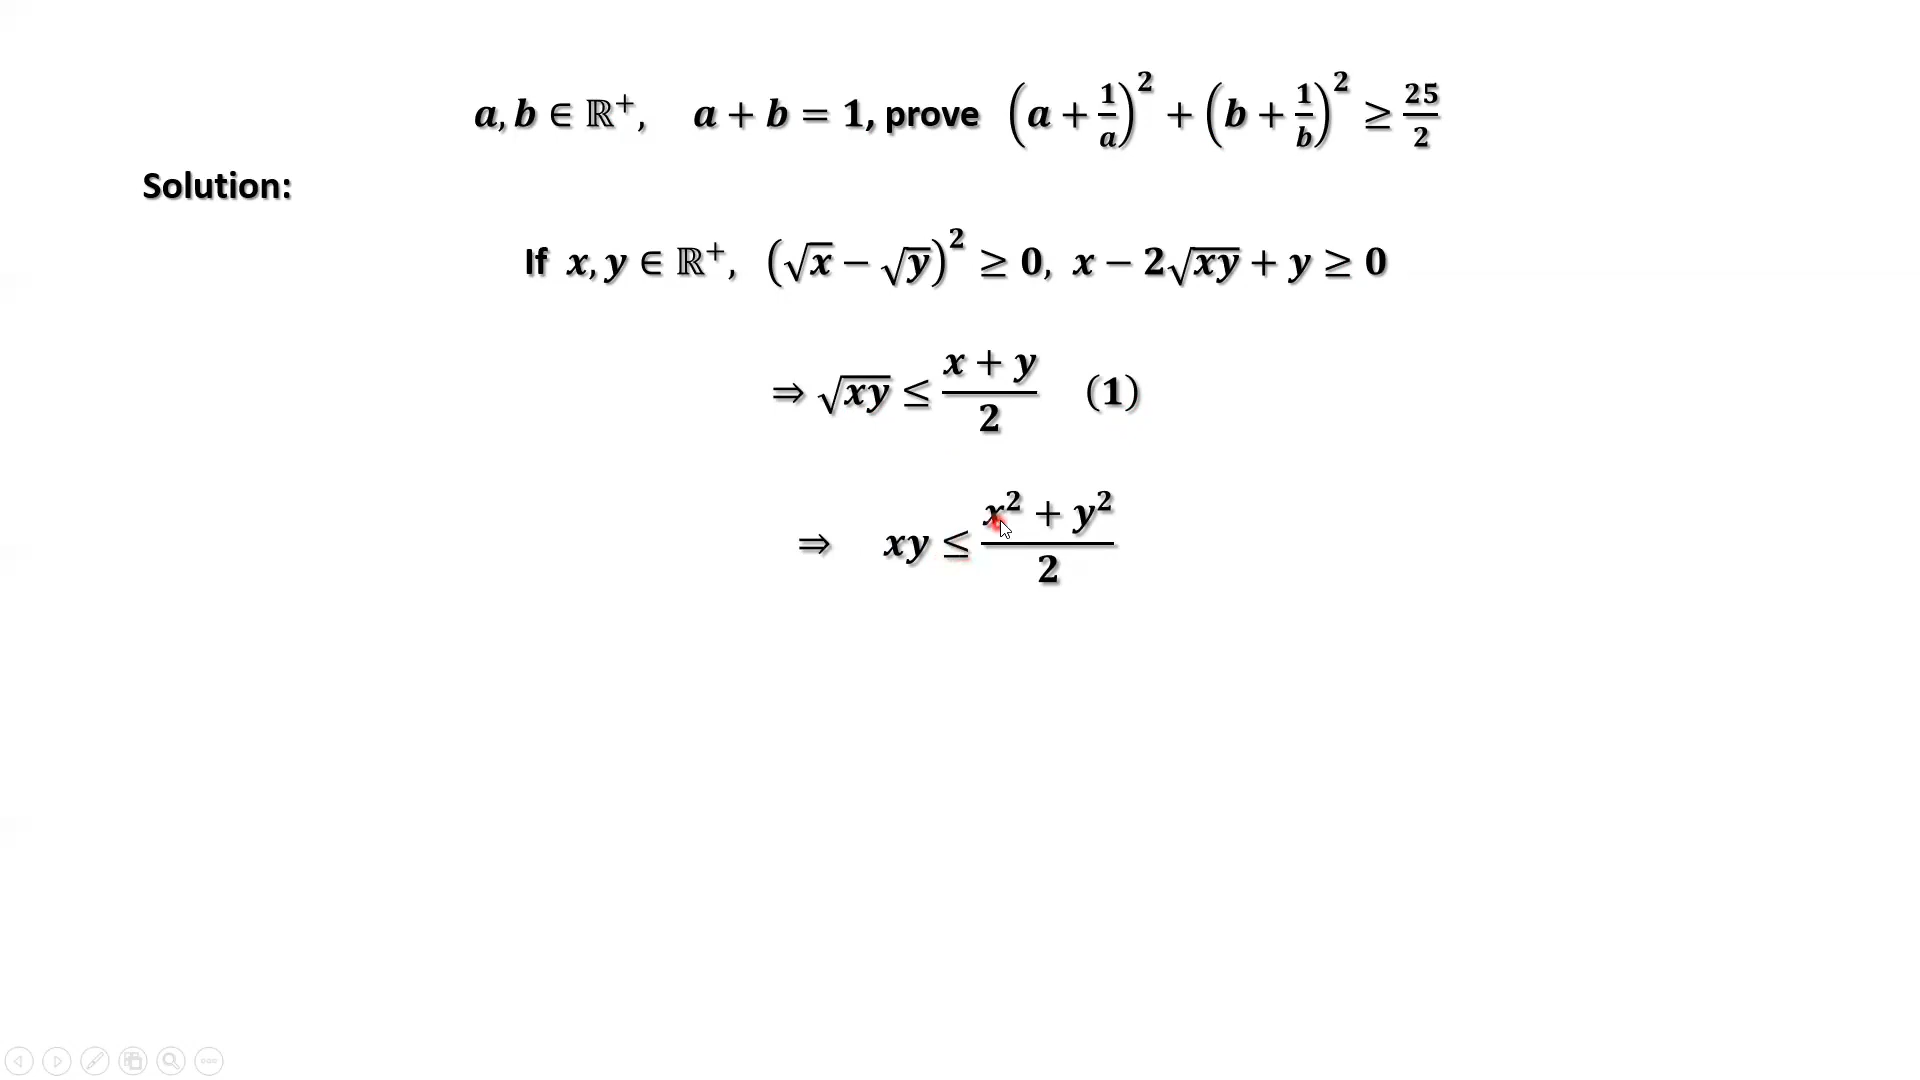 a, b ∈ ℝ⁺, a + b = 1, prove (a + 1/a)² + (b + 1/b)² ≥ 25/2
Solution:
If x, y ∈ ℝ⁺, (√x − √y)² ≥ 0, x − 2√(xy) + y ≥ 0
⇒ √(xy) ≤ (x + y)/2 (1)
⇒ xy ≤ (x² + y²)/2